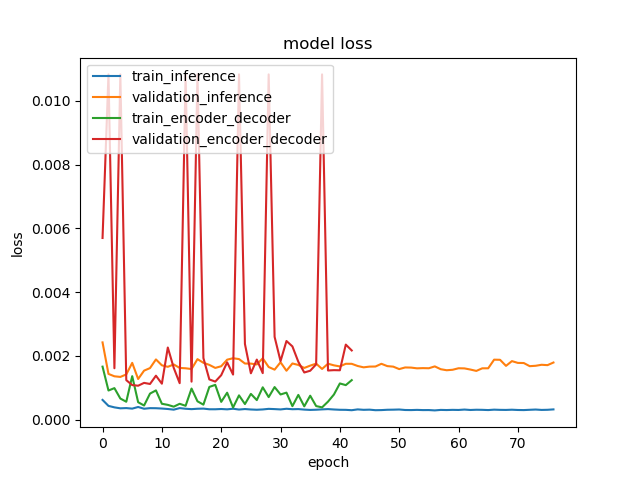 model loss
train_inference
validation_inference
train_encoder_decoder
validation_encoder_decoder
0.010
0.008
0.006
0.004
0.002
0.000
loss
0 10 20 30 40 50 60 70
epoch